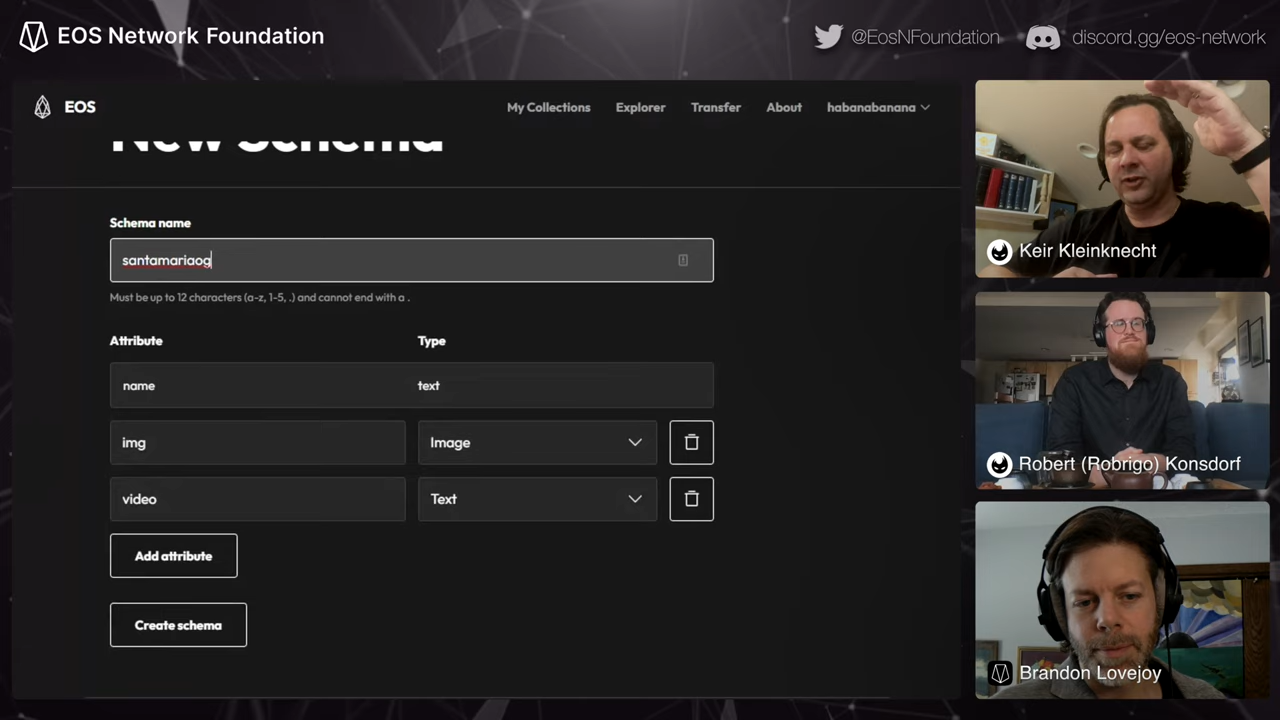 EOS Network Foundation
@EosNFoundation
discord.gg/eos-network
EOS
My Collections
Explorer
Transfer
About
habanabanana
New Schema
Schema name
santamariaog
Must be up to 12 characters (a-z, 1-5, .) and cannot end with a .
Attribute
Type
name
text
img
Image
video
Text
Add attribute
Create schema
Keir Kleinknecht
Robert (Robrigo) Konsdorf
Brandon Lovejoy